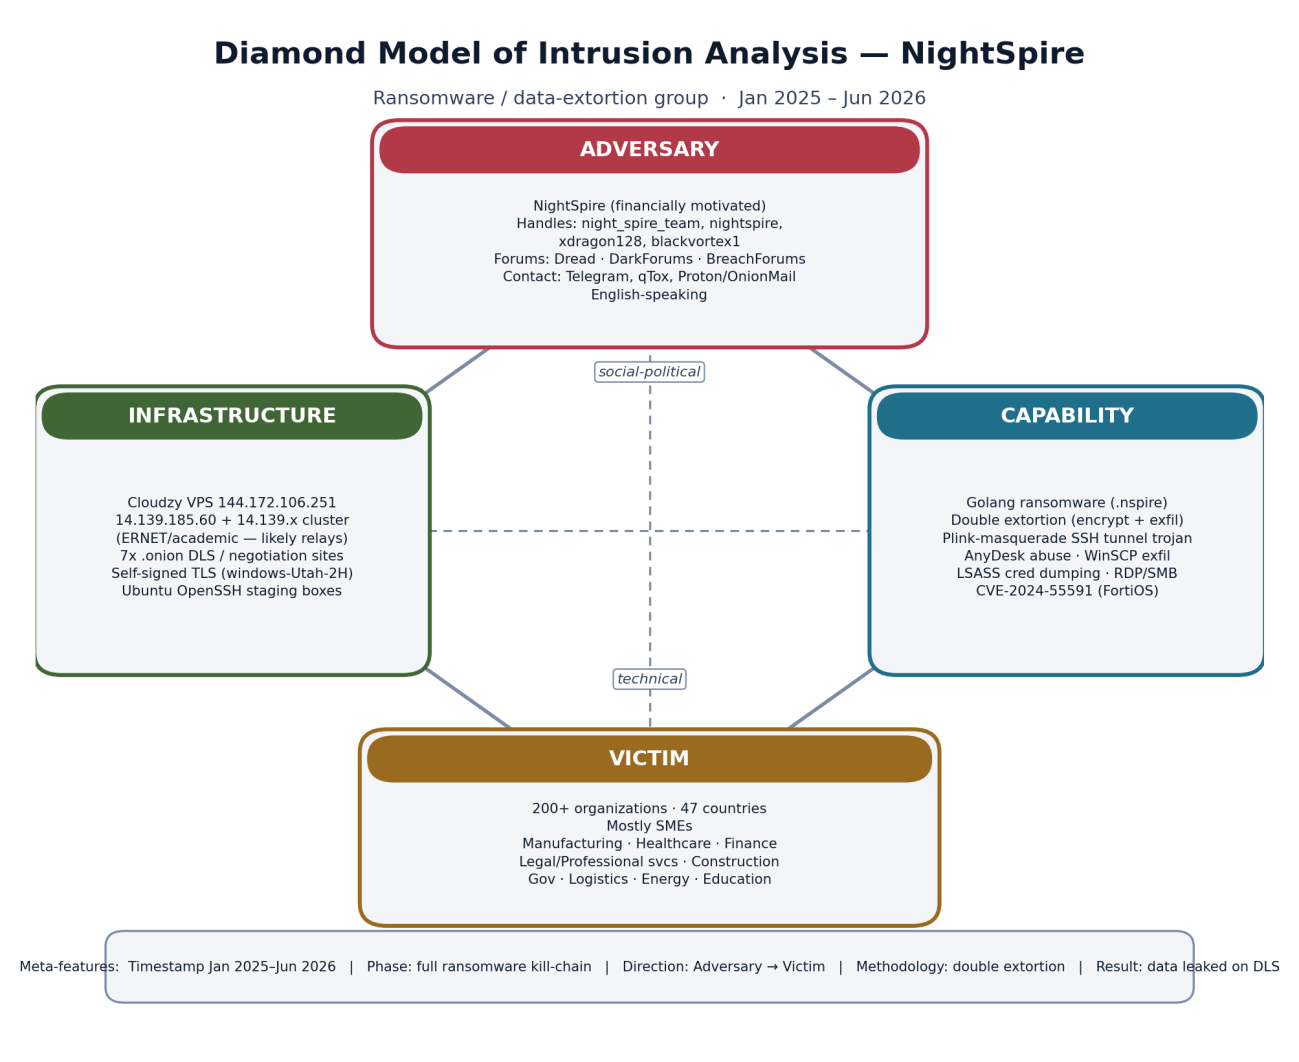 Diamond Model of Intrusion Analysis — NightSpire
Ransomware / data-extortion group · Jan 2025 – Jun 2026
ADVERSARY
NightSpire (financially motivated)
Handles: night_spire_team, nightspire,
xdragon128, blackvortex1
Forums: Dread · DarkForums · BreachForums
Contact: Telegram, qTox, Proton/OnionMail
English-speaking
social-political
INFRASTRUCTURE
Cloudzy VPS 144.172.106.251
14.139.185.60 + 14.139.x cluster
(ERNET/academic — likely relays)
7x .onion DLS / negotiation sites
Self-signed TLS (windows-Utah-2H)
Ubuntu OpenSSH staging boxes
CAPABILITY
Golang ransomware (.nspire)
Double extortion (encrypt + exfil)
Plink-masquerade SSH tunnel trojan
AnyDesk abuse · WinSCP exfil
LSASS cred dumping · RDP/SMB
CVE-2024-55591 (FortiOS)
technical
VICTIM
200+ organizations · 47 countries
Mostly SMEs
Manufacturing · Healthcare · Finance
Legal/Professional svcs · Construction
Gov · Logistics · Energy · Education
Meta-features:  Timestamp Jan 2025–Jun 2026   |   Phase: full ransomware kill-chain   |   Direction: Adversary → Victim   |   Methodology: double extortion   |   Result: data leaked on DLS